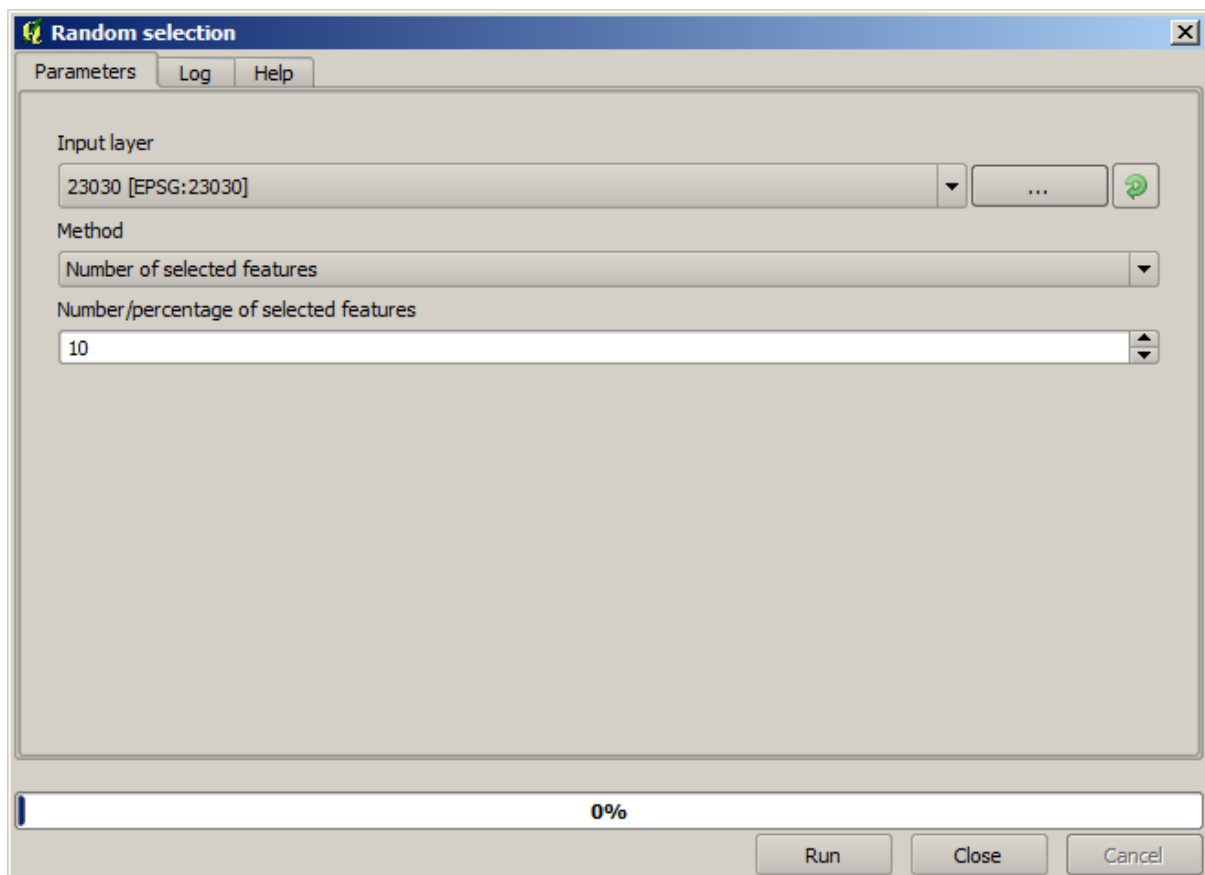 Random selection
Parameters Log Help
Input layer
23030 [EPSG:23030] ...
Method
Number of selected features
Number/percentage of selected features
10
0%
Run Close Cancel